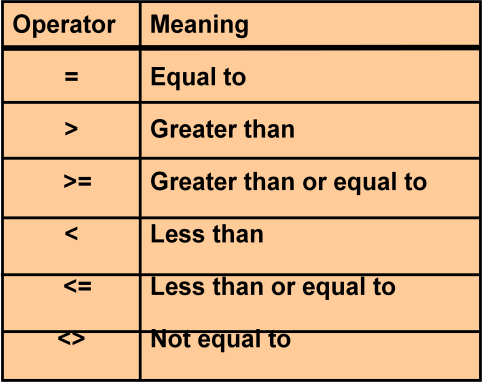 Operator Meaning
= Equal to
> Greater than
>= Greater than or equal to
< Less than
<= Less than or equal to
<> Not equal to